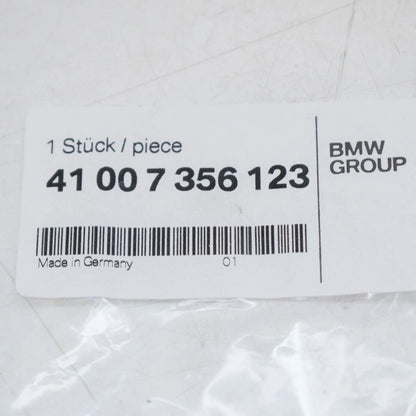 1 Stück / piece
41 00 7 356 123
Made in Germany 01
BMW
GROUP